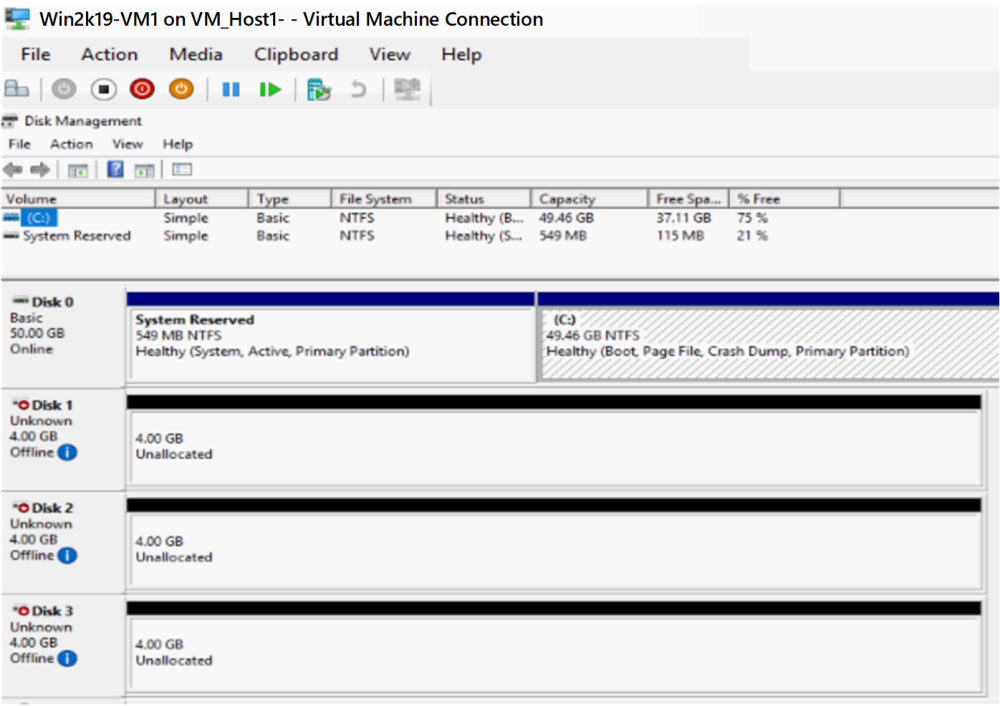 Win2k19-VM1 on VM_Host1- - Virtual Machine Connection
File Action Media Clipboard View Help
Disk Management
File Action View Help
Volume Layout Type File System Status Capacity Free Spa... % Free
(C:) Simple Basic NTFS Healthy (B... 49.46 GB 37.11 GB 75 %
System Reserved Simple Basic NTFS Healthy (S... 549 MB 115 MB 21 %
Disk 0
Basic
50.00 GB
Online
System Reserved
549 MB NTFS
Healthy (System, Active, Primary Partition)
(C:)
49.46 GB NTFS
Healthy (Boot, Page File, Crash Dump, Primary Partition)
Disk 1
Unknown
4.00 GB
Offline
4.00 GB
Unallocated
Disk 2
Unknown
4.00 GB
Offline
4.00 GB
Unallocated
Disk 3
Unknown
4.00 GB
Offline
4.00 GB
Unallocated